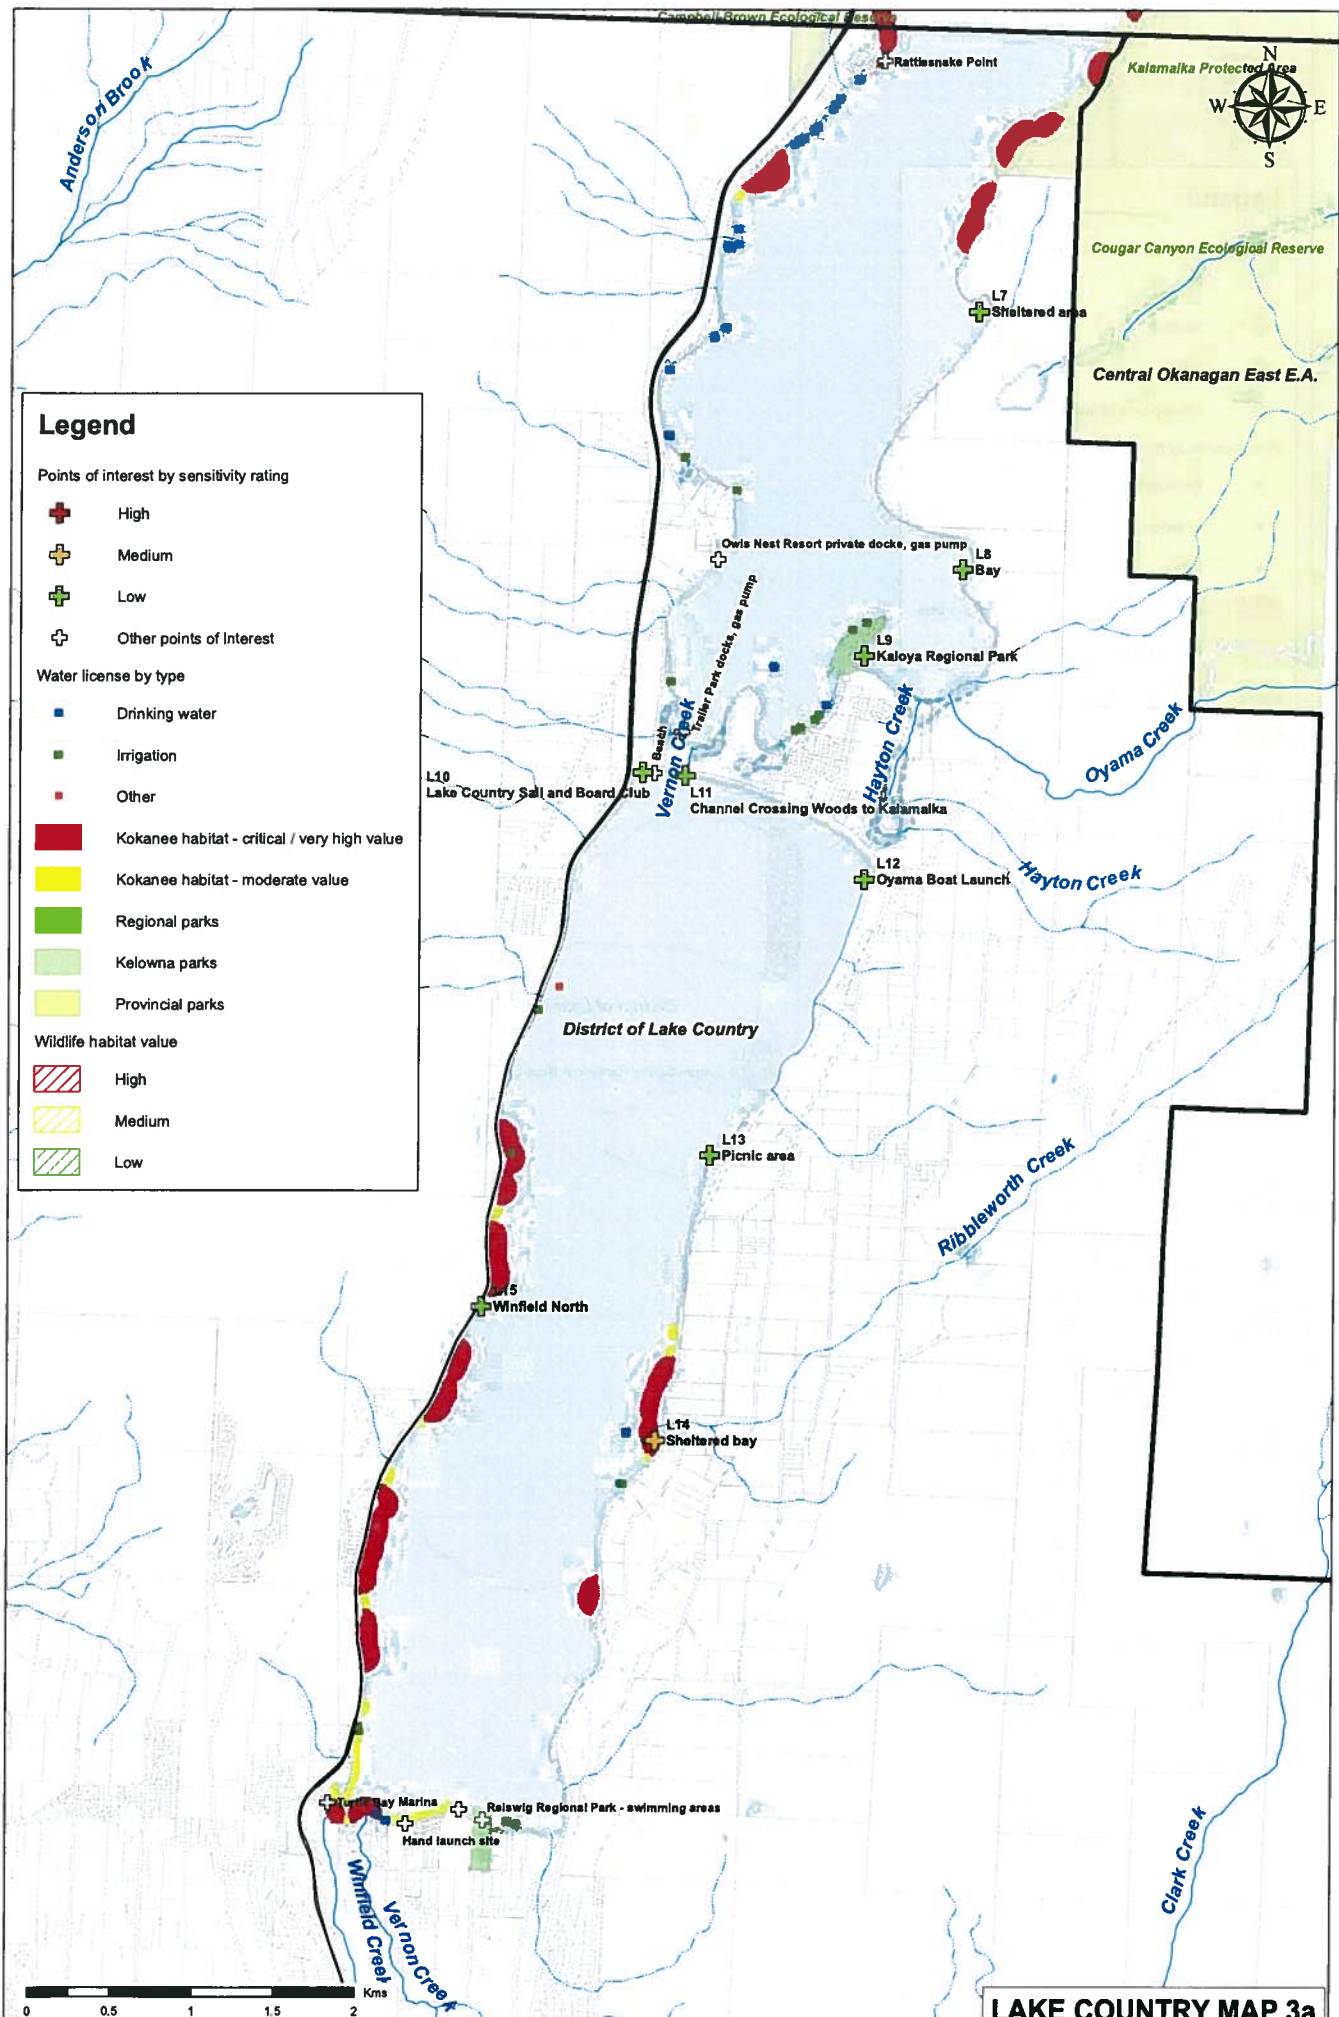 Campbell Brown Ecological Reserve
Rattlesnake Point
Kalamalka Protected Area
N
W
E
S
Anderson Brook
Cougar Canyon Ecological Reserve
L7
Sheltered area
Central Okanagan East E.A.
Legend
Points of interest by sensitivity rating
High
Medium
Low
Other points of Interest
Water license by type
Drinking water
Irrigation
Other
Kokanee habitat - critical / very high value
Kokanee habitat - moderate value
Regional parks
Kelowna parks
Provincial parks
Wildlife habitat value
High
Medium
Low
Owls Nest Resort private docks, gas pump
L8
Bay
Trailer Park docks, gas pump
L9
Kaloya Regional Park
Hayton Creek
Oyama Creek
Beach
Vernon Creek
L10
Lake Country Sail and Board Club
L11
Channel Crossing Woods to Kalamalka
L12
Oyama Boat Launch
Hayton Creek
District of Lake Country
L13
Picnic area
Ribbleworth Creek
L15
Winfield North
L14
Sheltered bay
Turtle Bay Marina
Reiswig Regional Park - swimming areas
Hand launch site
Winfield Creek
Vernon Creek
Clark Creek
Kms
0 0.5 1 1.5 2
LAKE COUNTRY MAP 3a